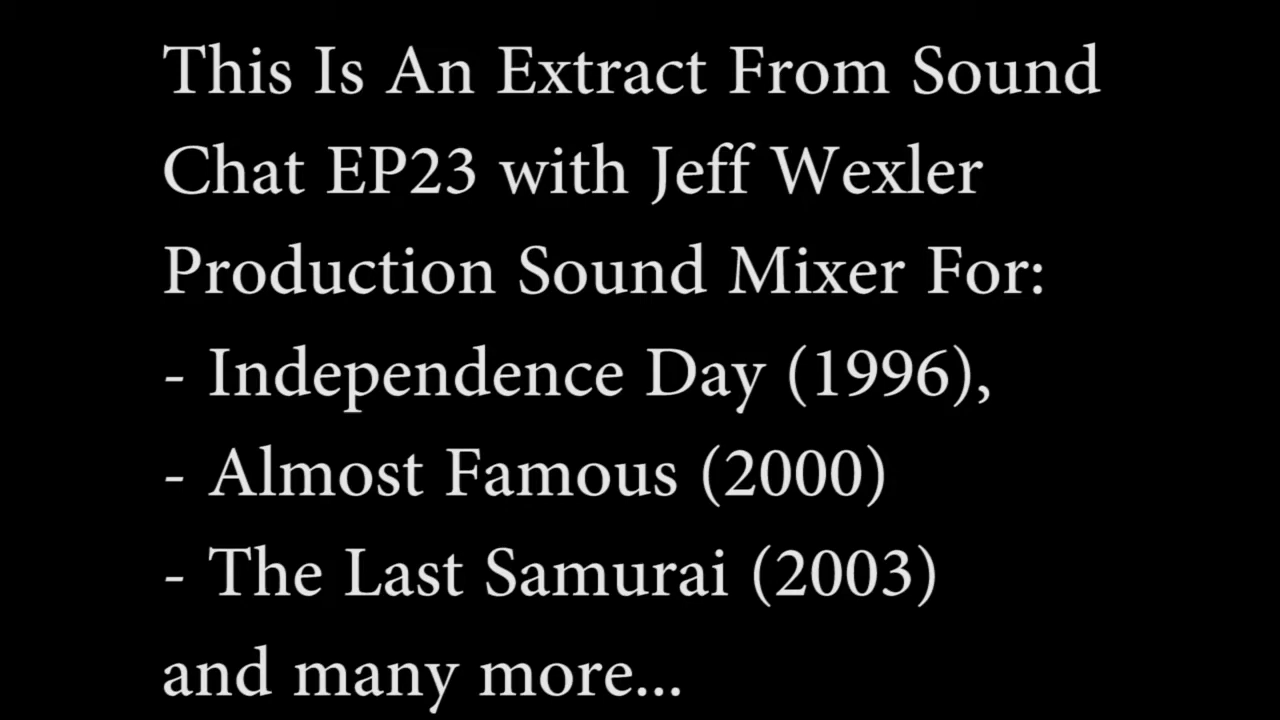 This Is An Extract From Sound
Chat EP23 with Jeff Wexler
Production Sound Mixer For:
- Independence Day (1996),
- Almost Famous (2000)
- The Last Samurai (2003)
and many more...